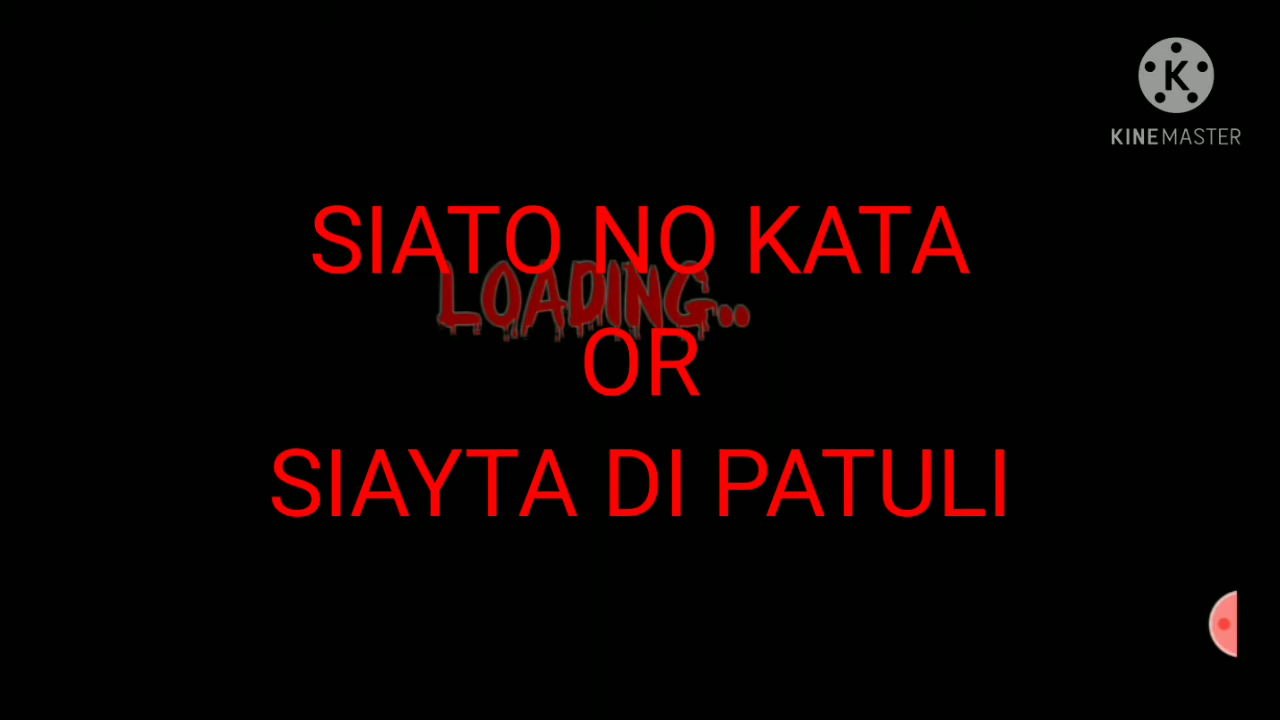 KINEMASTER
SIATO NO KATA
LOADING..
OR
SIAYTA DI PATULI